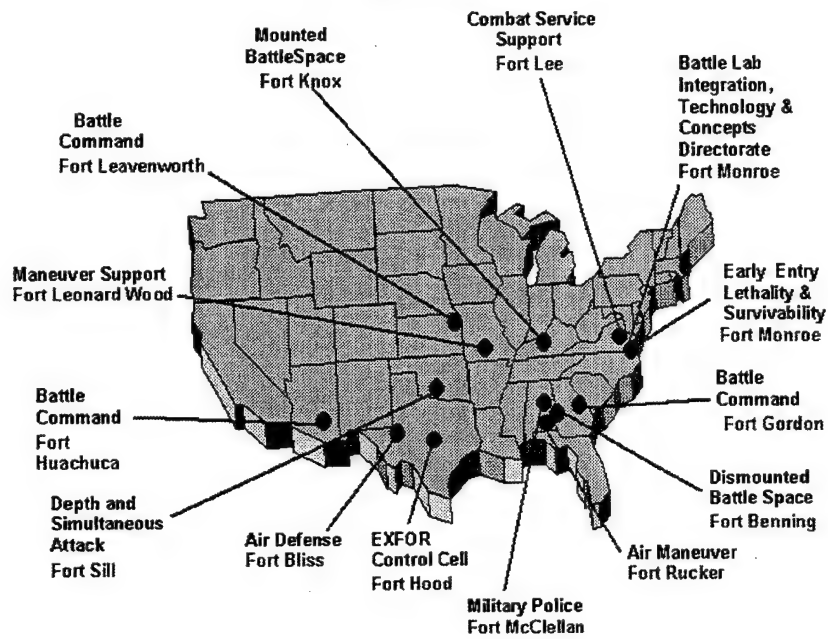 Combat Service
Support
Fort Lee
Mounted
BattleSpace
Fort Knox
Battle Lab
Integration,
Technology &
Concepts
Directorate
Fort Monroe
Battle
Command
Fort Leavenworth
Maneuver Support
Fort Leonard Wood
Early Entry
Lethality &
Survivability
Fort Monroe
Battle
Command
Fort
Huachuca
Battle
Command
Fort Gordon
Depth and
Simultaneous
Attack
Fort Sill
Air Defense
Fort Bliss
EXFOR
Control Cell
Fort Hood
Dismounted
Battle Space
Fort Benning
Air Maneuver
Fort Rucker
Military Police
Fort McClellan